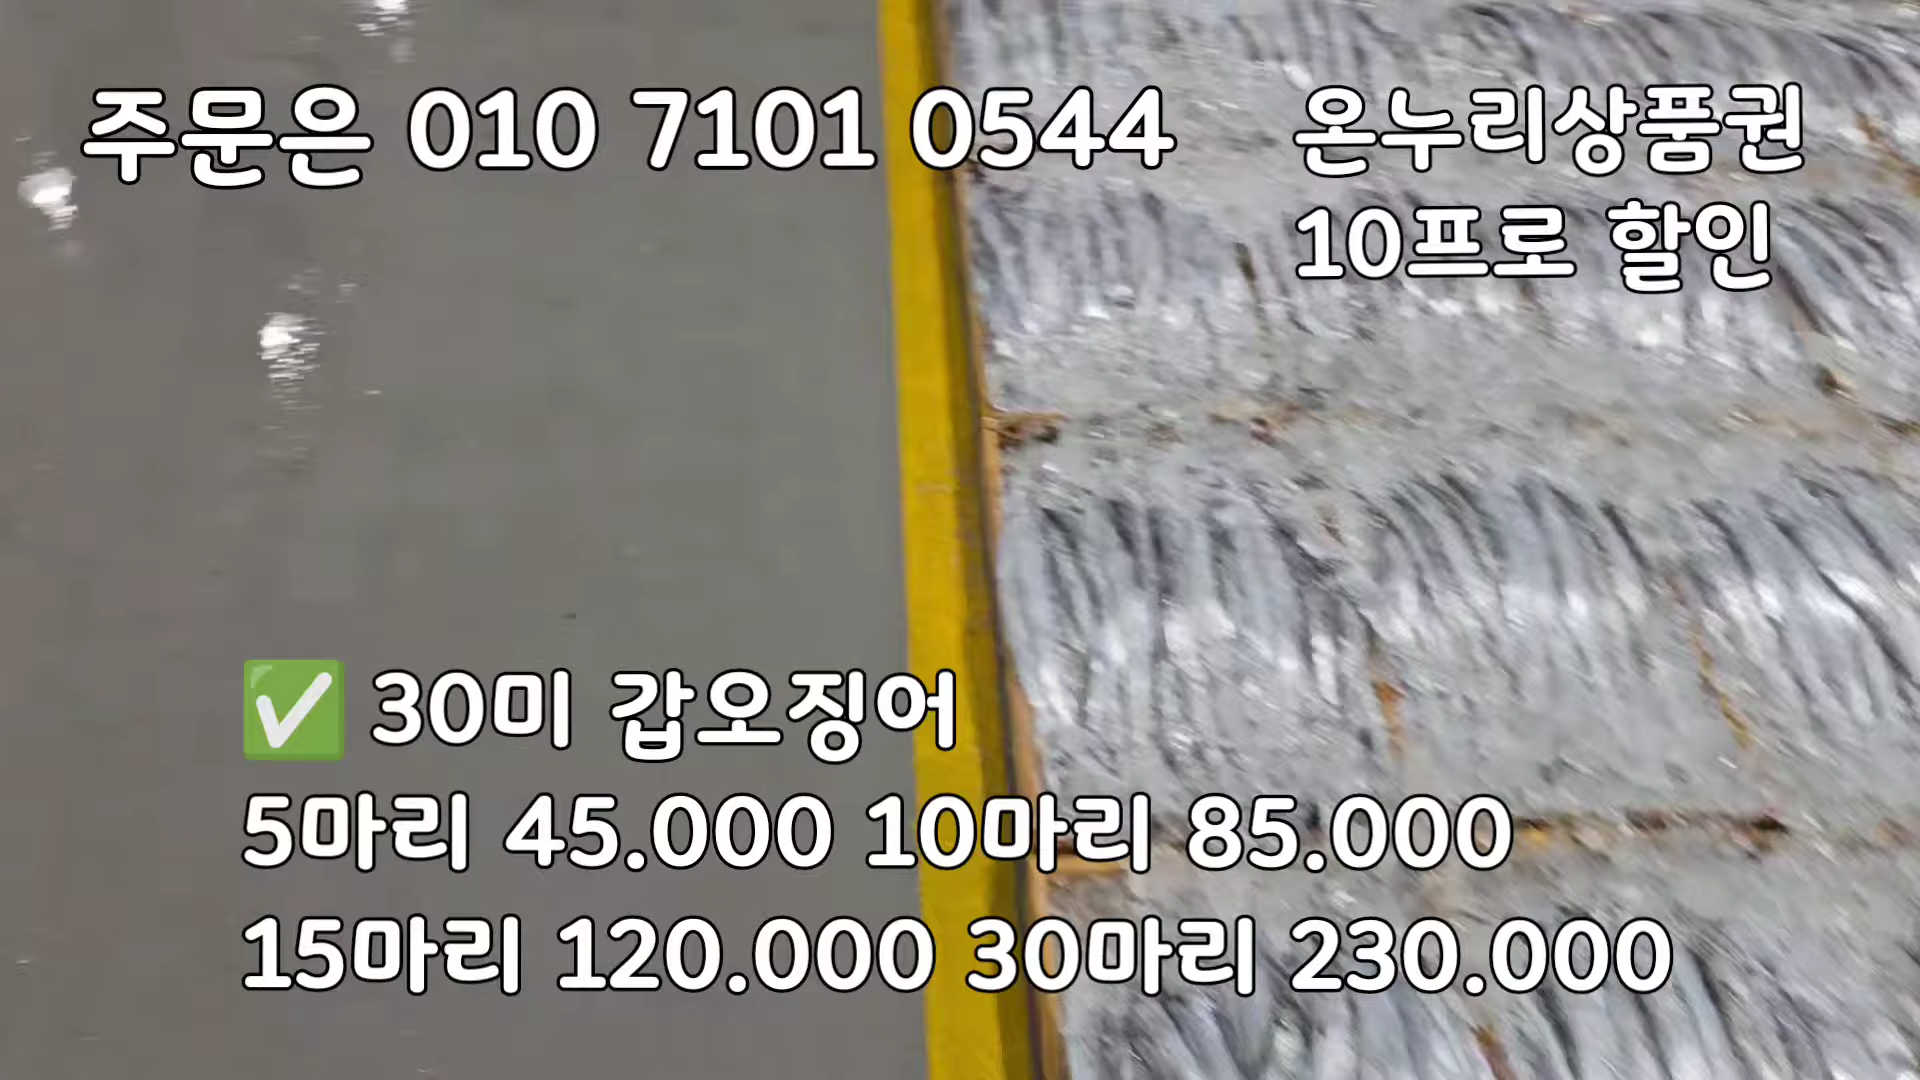 주문은 010 7101 0544
온누리상품권
10프로 할인
✅ 30미 갑오징어
5마리 45.000 10마리 85.000
15마리 120.000 30마리 230.000